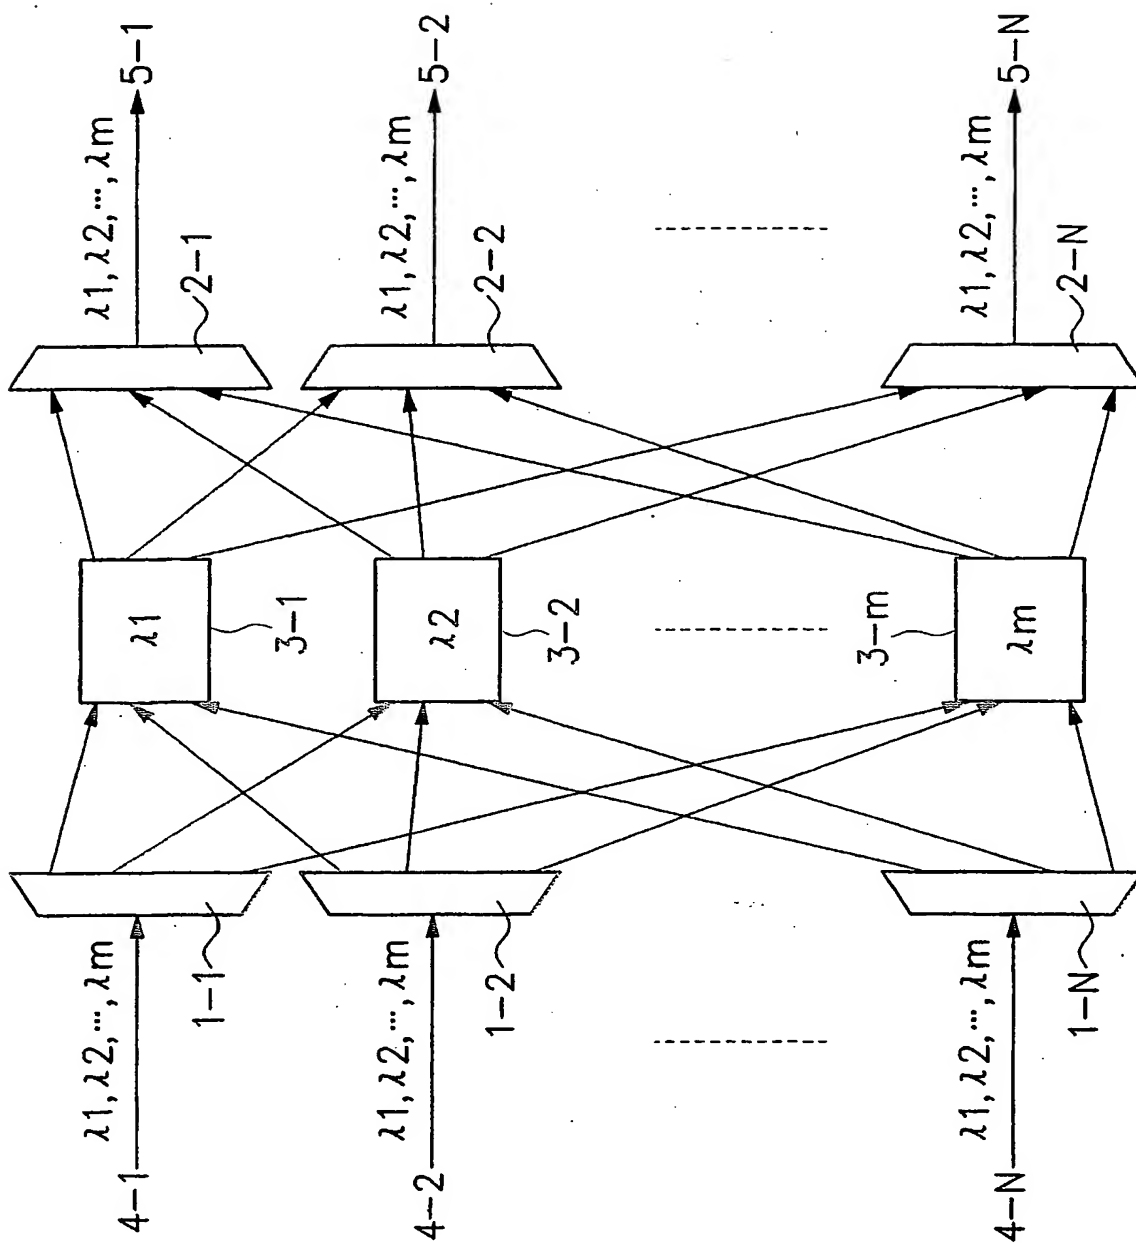 4-1
λ1, λ2, ..., λm
1-1
λ1
3-1
λ1, λ2, ..., λm
2-1
5-1
4-2
λ1, λ2, ..., λm
1-2
λ2
3-2
λ1, λ2, ..., λm
2-2
5-2
4-N
λ1, λ2, ..., λm
1-N
3-m
λm
λ1, λ2, ..., λm
2-N
5-N